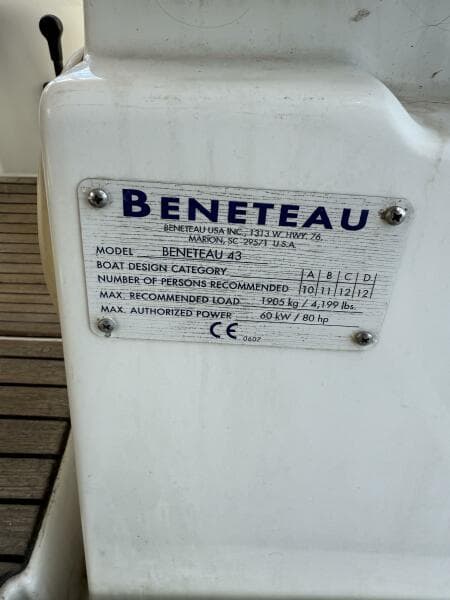 BENETEAU
BENETEAU USA INC., 1313 W. HWY. 76,
MARION, SC 29571 U.S.A.
MODEL BENETEAU 43
BOAT DESIGN CATEGORY A B C D
NUMBER OF PERSONS RECOMMENDED 10 11 12 12
MAX. RECOMMENDED LOAD 1905 kg / 4,199 lbs.
MAX. AUTHORIZED POWER 60 kW / 80 hp
CE 0607